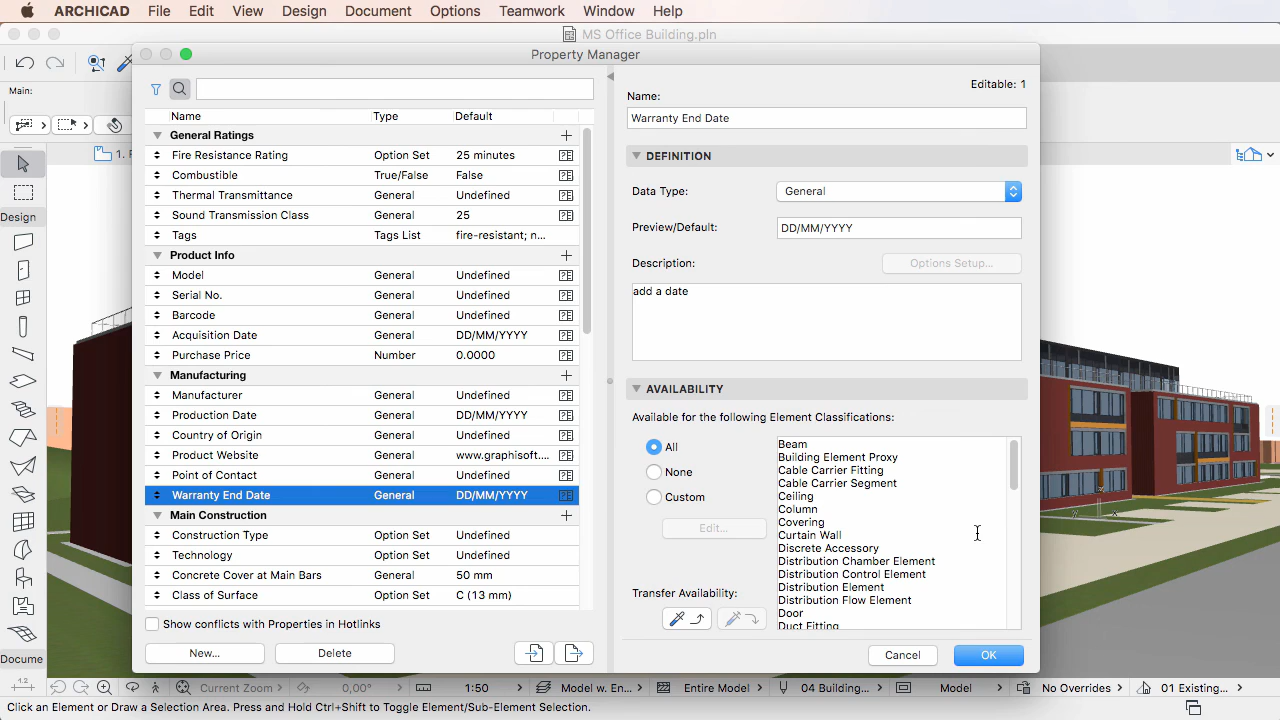 ARCHICAD File Edit View Design Document Options Teamwork Window Help
MS Office Building.pln
Property Manager
Main:
Editable: 1
Name:
Warranty End Date
Name Type Default
General Ratings
Fire Resistance Rating Option Set 25 minutes
Combustible True/False False
Thermal Transmittance General Undefined
Sound Transmission Class General 25
Tags Tags List fire-resistant; n...
Product Info
Model General Undefined
Serial No. General Undefined
Barcode General Undefined
Acquisition Date General DD/MM/YYYY
Purchase Price Number 0.0000
Manufacturing
Manufacturer General Undefined
Production Date General DD/MM/YYYY
Country of Origin General Undefined
Product Website General www.graphisoft....
Point of Contact General Undefined
Warranty End Date General DD/MM/YYYY
Main Construction
Construction Type Option Set Undefined
Technology Option Set Undefined
Concrete Cover at Main Bars General 50 mm
Class of Surface Option Set C (13 mm)
Show conflicts with Properties in Hotlinks
New... Delete
DEFINITION
Data Type: General
Preview/Default: DD/MM/YYYY
Description: Options Setup...
add a date
AVAILABILITY
Available for the following Element Classifications:
All
None
Custom
Edit...
Transfer Availability:
Beam
Building Element Proxy
Cable Carrier Fitting
Cable Carrier Segment
Ceiling
Column
Covering
Curtain Wall
Discrete Accessory
Distribution Chamber Element
Distribution Control Element
Distribution Element
Distribution Flow Element
Door
Duct Fitting
Cancel OK
1.
Design
Docume
1.2
Current Zoom 0,00° 1:50 Model w. En... Entire Model 04 Building... Model No Overrides 01 Existing...
Click an Element or Draw a Selection Area. Press and Hold Ctrl+Shift to Toggle Element/Sub-Element Selection.